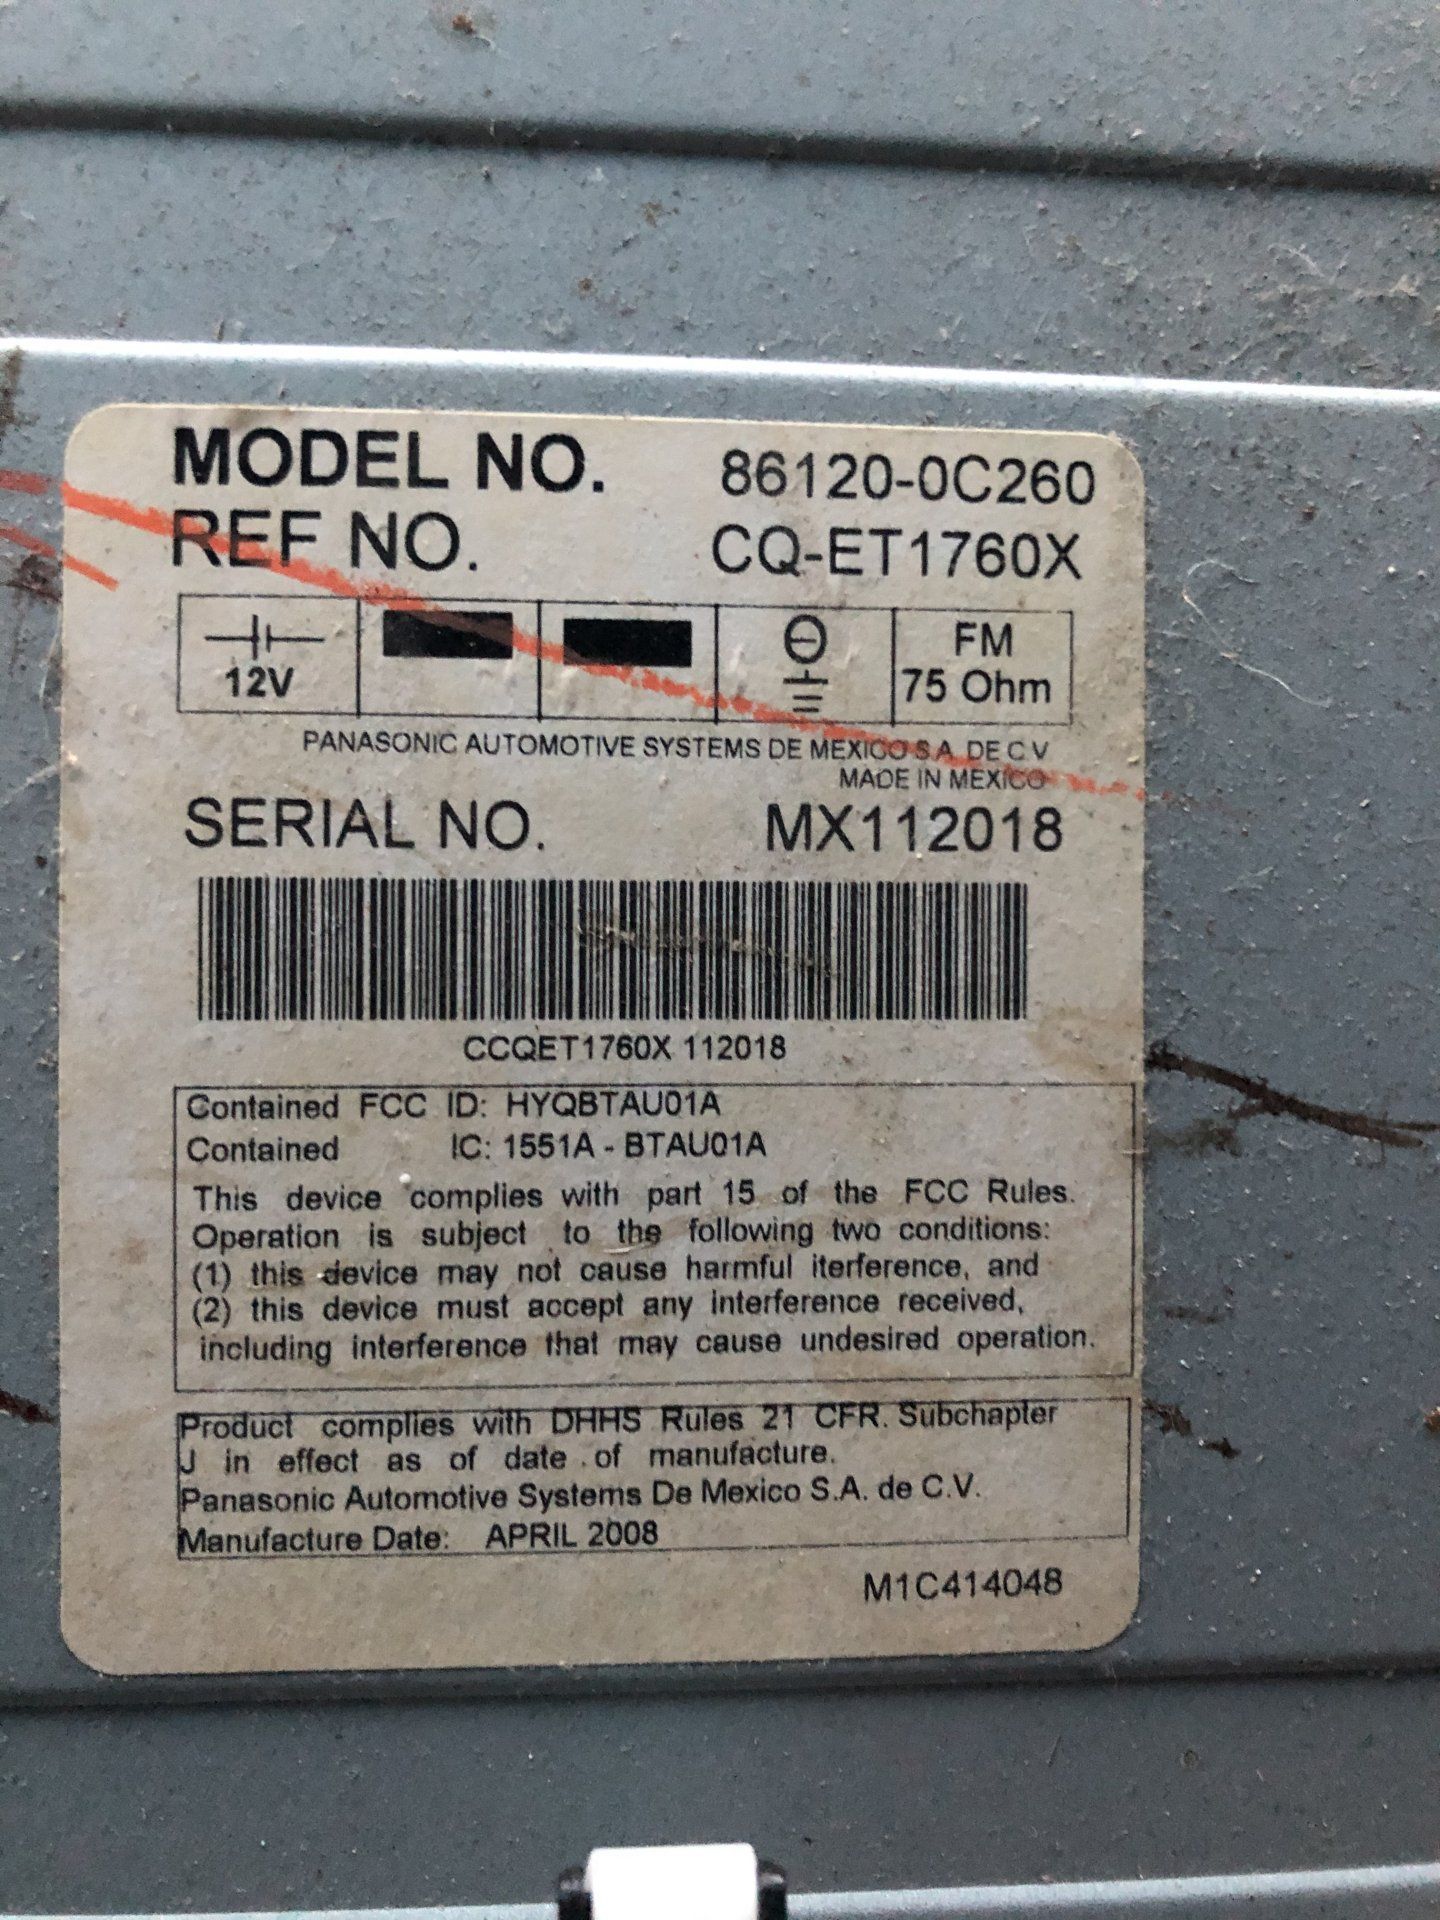 MODEL NO. 86120-0C260
REF NO. CQ-ET1760X
12V
FM
75 Ohm
PANASONIC AUTOMOTIVE SYSTEMS DE MEXICO S.A. DE C V
MADE IN MEXICO
SERIAL NO. MX112018
CCQET1760X 112018
Contained FCC ID: HYQBTAU01A
Contained IC: 1551A - BTAU01A
This device complies with part 15 of the FCC Rules.
Operation is subject to the following two conditions:
(1) this device may not cause harmful iterference, and
(2) this device must accept any interference received,
including interference that may cause undesired operation.
Product complies with DHHS Rules 21 CFR. Subchapter
J in effect as of date of manufacture.
Panasonic Automotive Systems De Mexico S.A. de C.V.
Manufacture Date: APRIL 2008
M1C414048